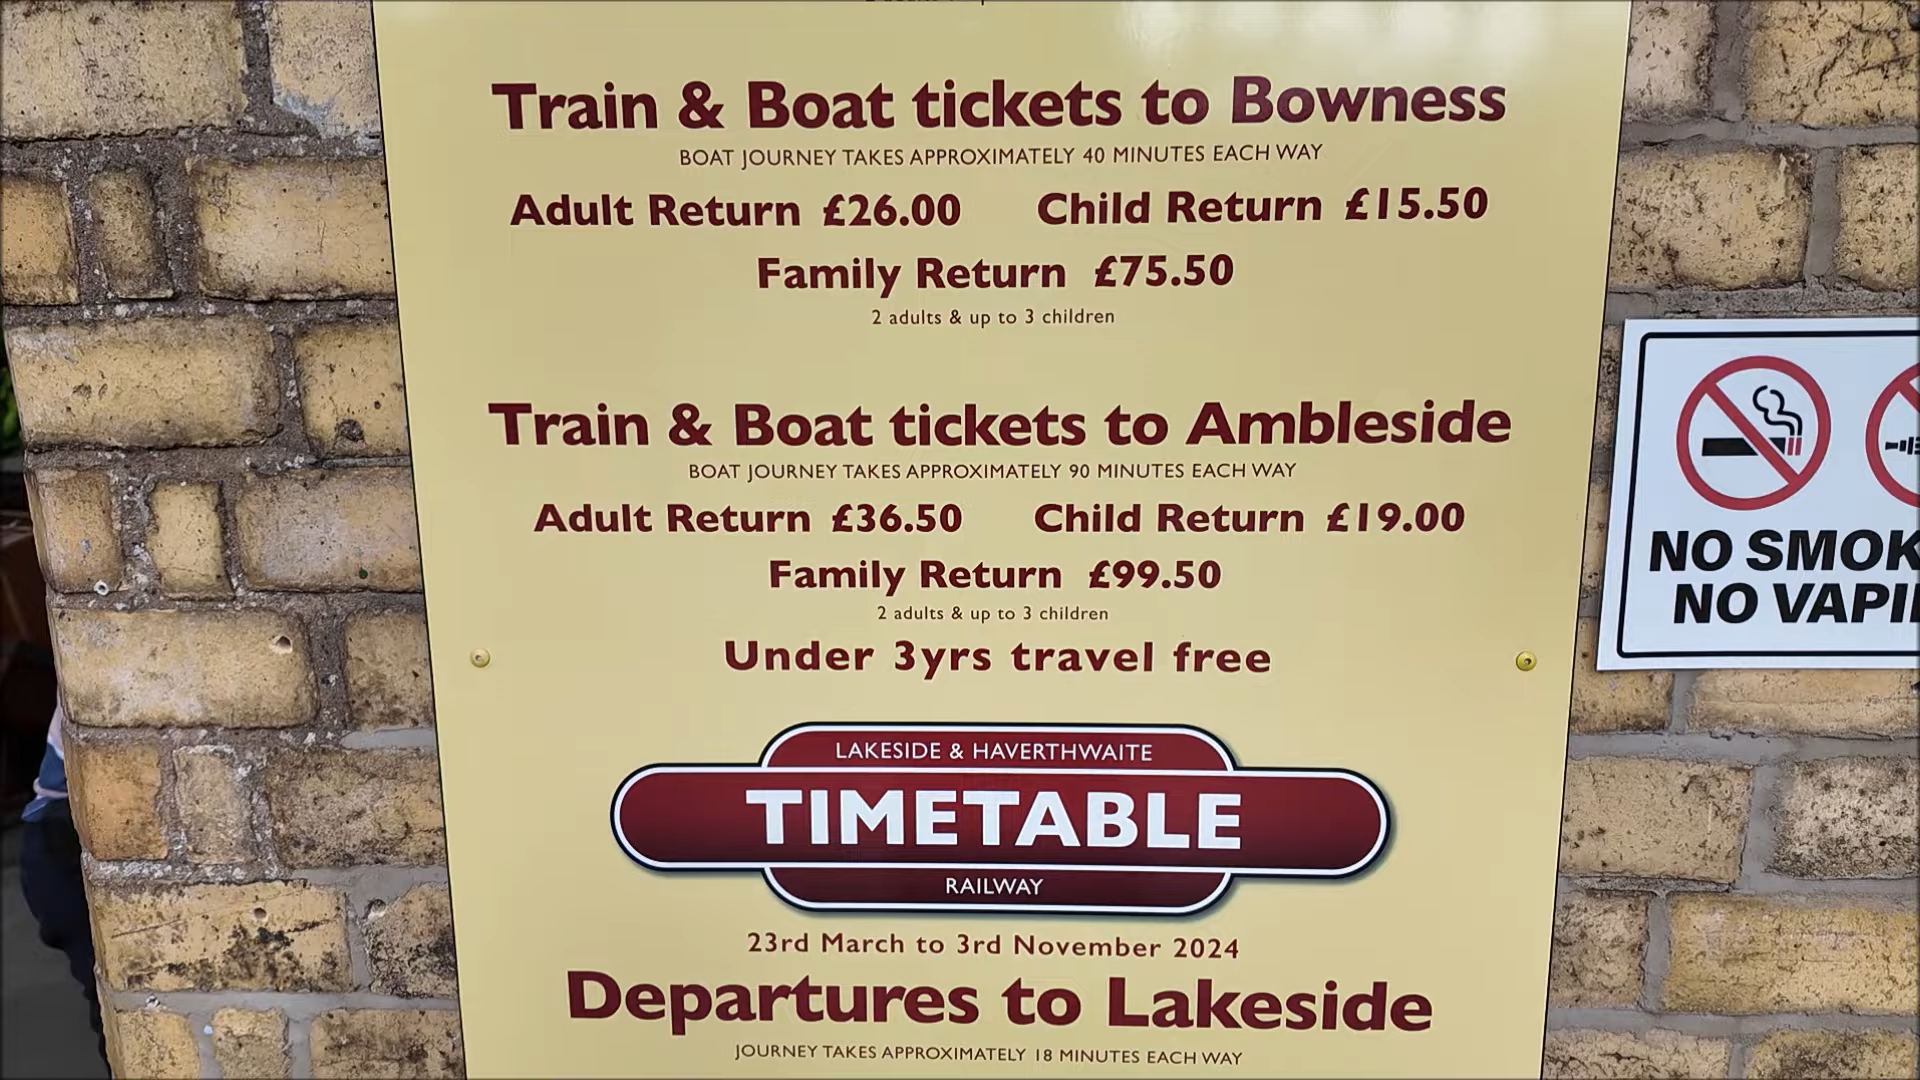 Train & Boat tickets to Bowness
BOAT JOURNEY TAKES APPROXIMATELY 40 MINUTES EACH WAY
Adult Return £26.00 Child Return £15.50
Family Return £75.50
2 adults & up to 3 children
Train & Boat tickets to Ambleside
BOAT JOURNEY TAKES APPROXIMATELY 90 MINUTES EACH WAY
Adult Return £36.50 Child Return £19.00
Family Return £99.50
2 adults & up to 3 children
Under 3yrs travel free
LAKESIDE & HAVERTHWAITE
TIMETABLE
RAILWAY
23rd March to 3rd November 2024
Departures to Lakeside
JOURNEY TAKES APPROXIMATELY 18 MINUTES EACH WAY
NO SMOK
NO VAPI